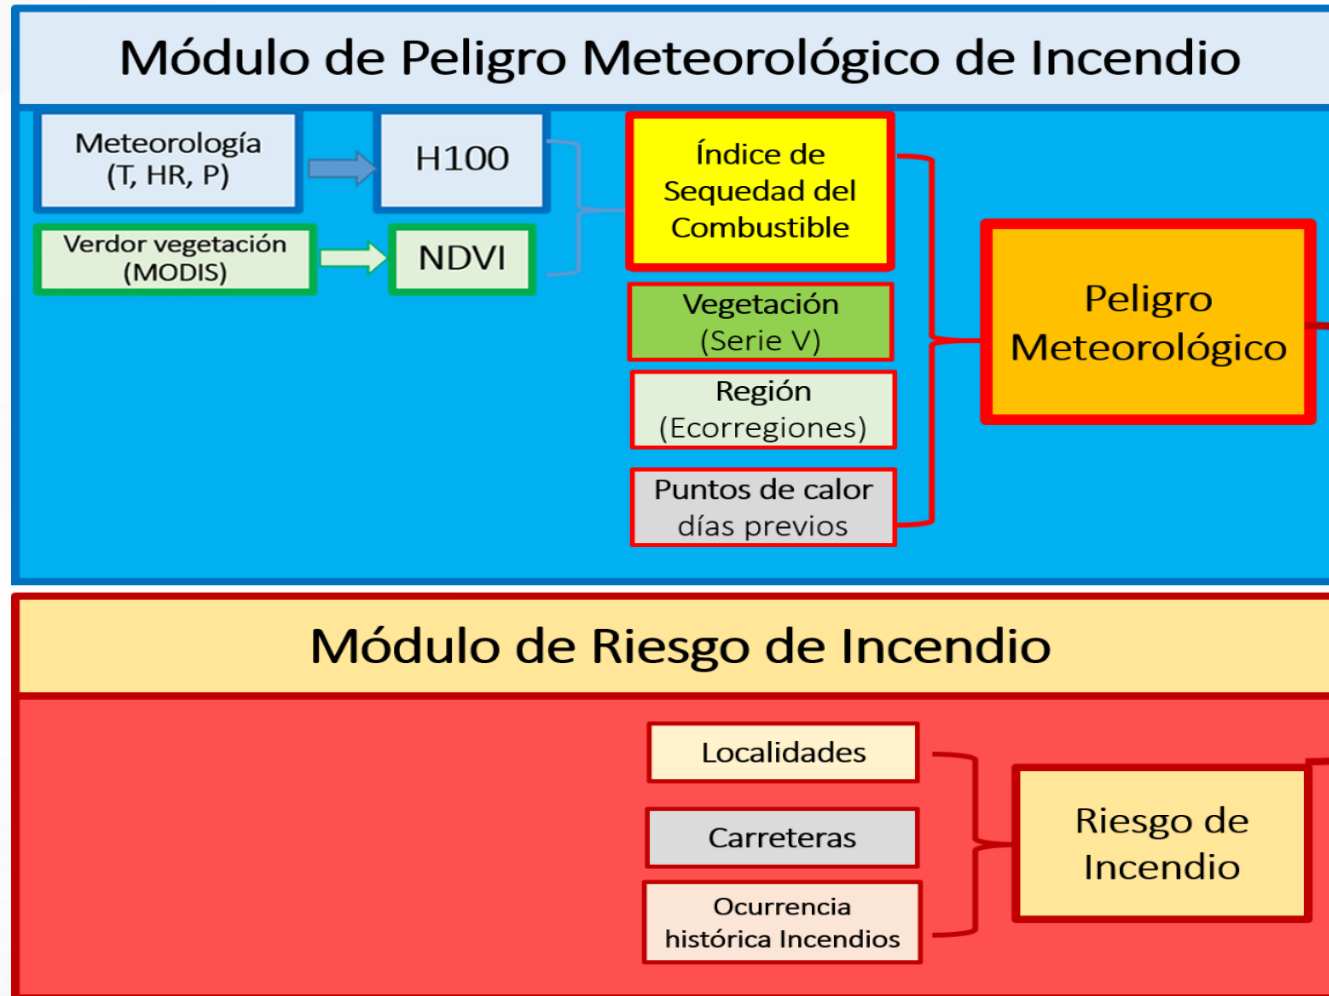 Módulo de Peligro Meteorológico de Incendio
Meteorología
(T, HR, P)
H100
Verdor vegetación
(MODIS)
NDVI
Índice de
Sequedad del
Combustible
Vegetación
(Serie V)
Región
(Ecorregiones)
Puntos de calor
días previos
Peligro
Meteorológico
Módulo de Riesgo de Incendio
Localidades
Carreteras
Ocurrencia
histórica Incendios
Riesgo de
Incendio